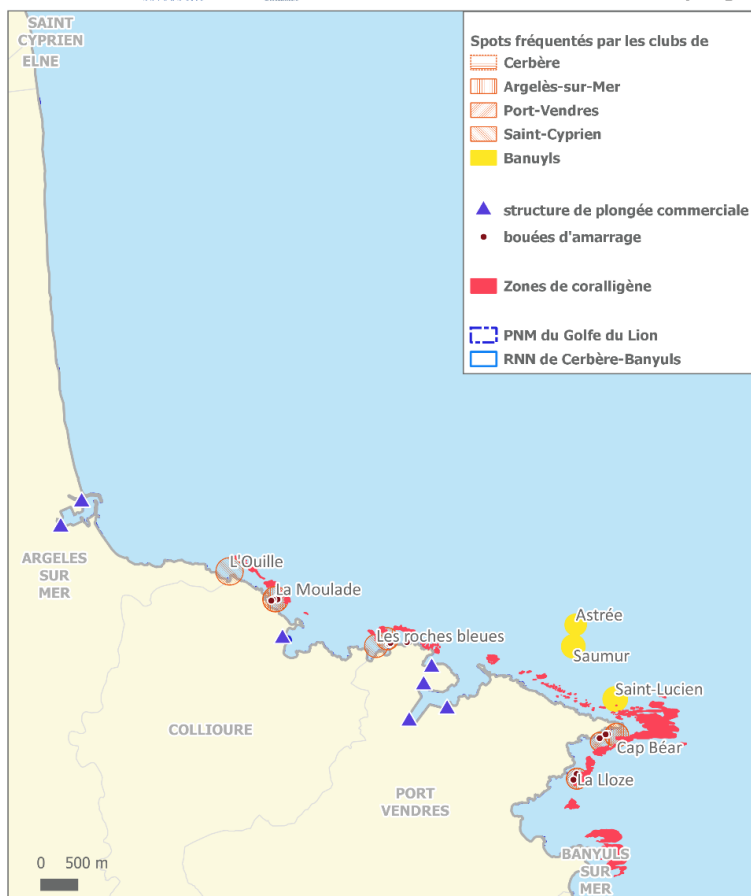 SAINT
CYPRIEN
ELNE
Spots fréquentés par les clubs de
Cerbère
Argelès-sur-Mer
Port-Vendres
Saint-Cyprien
Banuyls
structure de plongée commerciale
bouées d'amarrage
Zones de coralligène
PNM du Golfe du Lion
RNN de Cerbère-Banyuls
ARGELES
SUR
MER
L'Ouille
La Moulade
Les roches bleues
Astrée
Saumur
Saint-Lucien
Cap Béar
La Lloze
COLLIOURE
PORT
VENDRES
BANYULS
SUR
MER
0 500 m